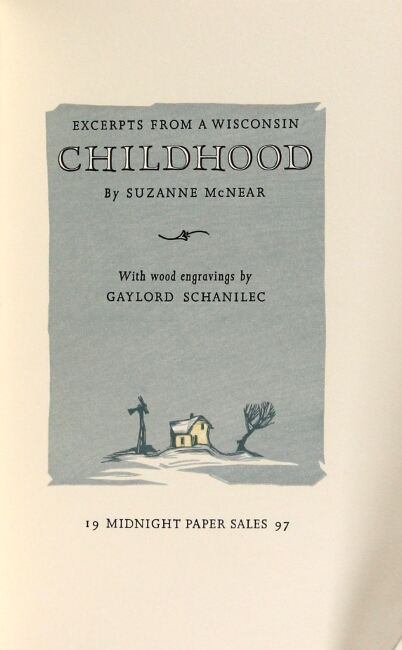 EXCERPTS FROM A WISCONSIN
CHILDHOOD
By SUZANNE McNEAR
With wood engravings by
GAYLORD SCHANILEC
19 MIDNIGHT PAPER SALES 97